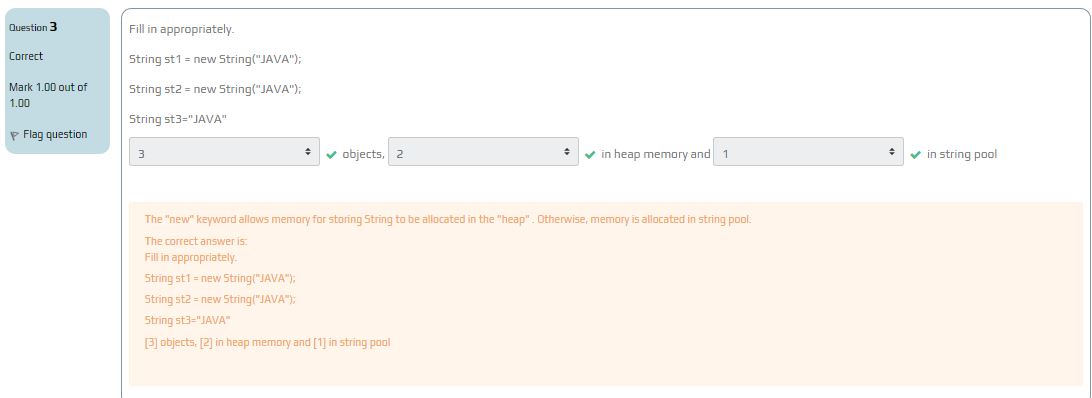 Question 3
Correct
Mark 1.00 out of
1.00
Flag question
Fill in appropriately.
String st1 = new String("JAVA");
String st2 = new String("JAVA");
String st3="JAVA"
3 objects, 2 in heap memory and 1 in string pool
The "new" keyword allows memory for storing String to be allocated in the "heap" . Otherwise, memory is allocated in string pool.
The correct answer is:
Fill in appropriately.
String st1 = new String("JAVA");
String st2 = new String("JAVA");
String st3="JAVA"
[3] objects, [2] in heap memory and [1] in string pool